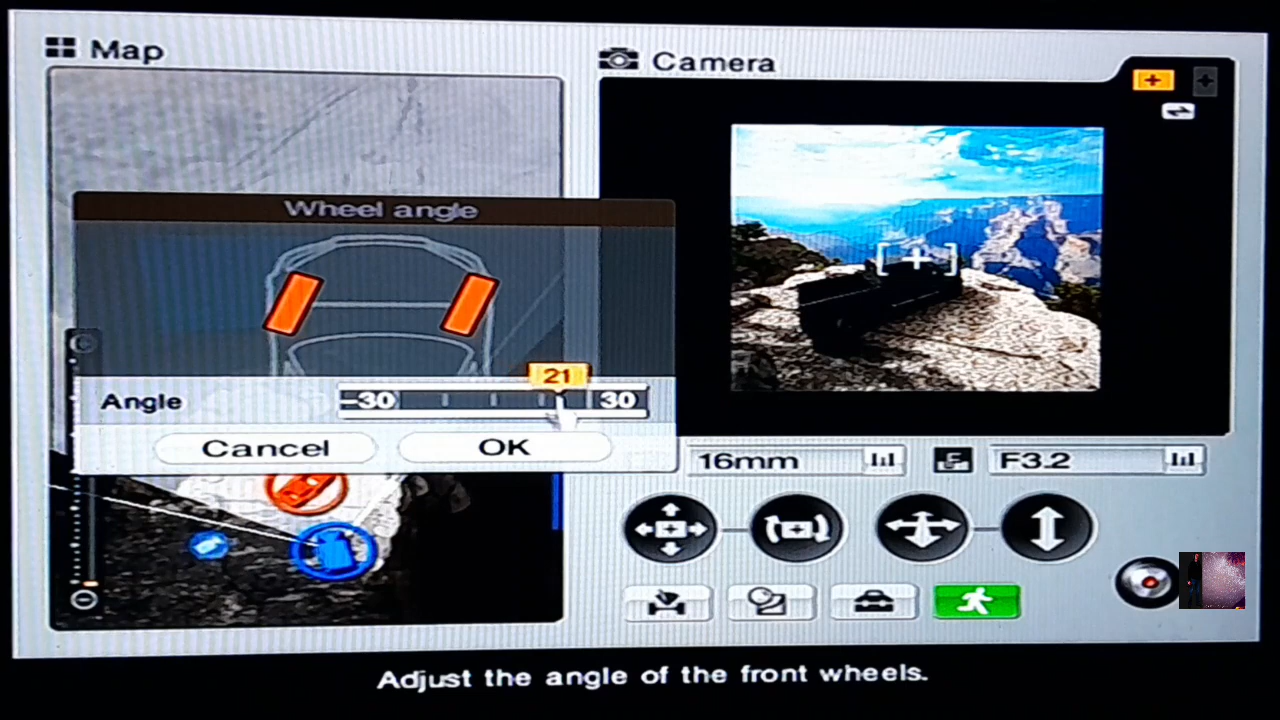 Map
Camera
Wheel angle
21
Angle
-30
30
Cancel
OK
16mm
F
F3.2
Adjust the angle of the front wheels.